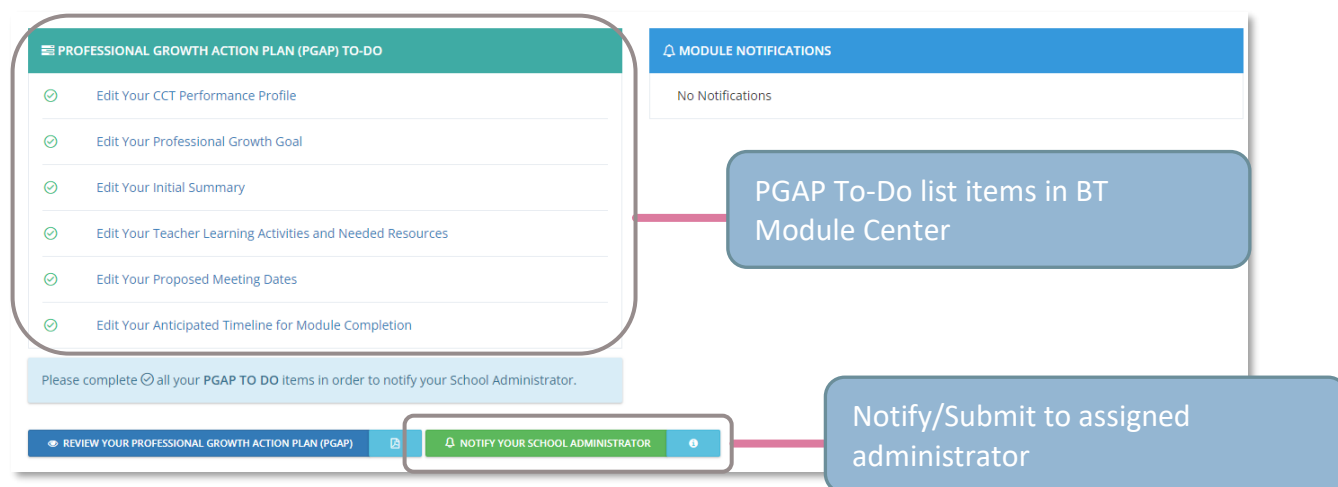 PROFESSIONAL GROWTH ACTION PLAN (PGAP) TO-DO
Edit Your CCT Performance Profile
Edit Your Professional Growth Goal
Edit Your Initial Summary
Edit Your Teacher Learning Activities and Needed Resources
Edit Your Proposed Meeting Dates
Edit Your Anticipated Timeline for Module Completion
Please complete all your PGAP TO DO items in order to notify your School Administrator.
REVIEW YOUR PROFESSIONAL GROWTH ACTION PLAN (PGAP)
NOTIFY YOUR SCHOOL ADMINISTRATOR
MODULE NOTIFICATIONS
No Notifications
PGAP To-Do list items in BT
Module Center
Notify/Submit to assigned
administrator